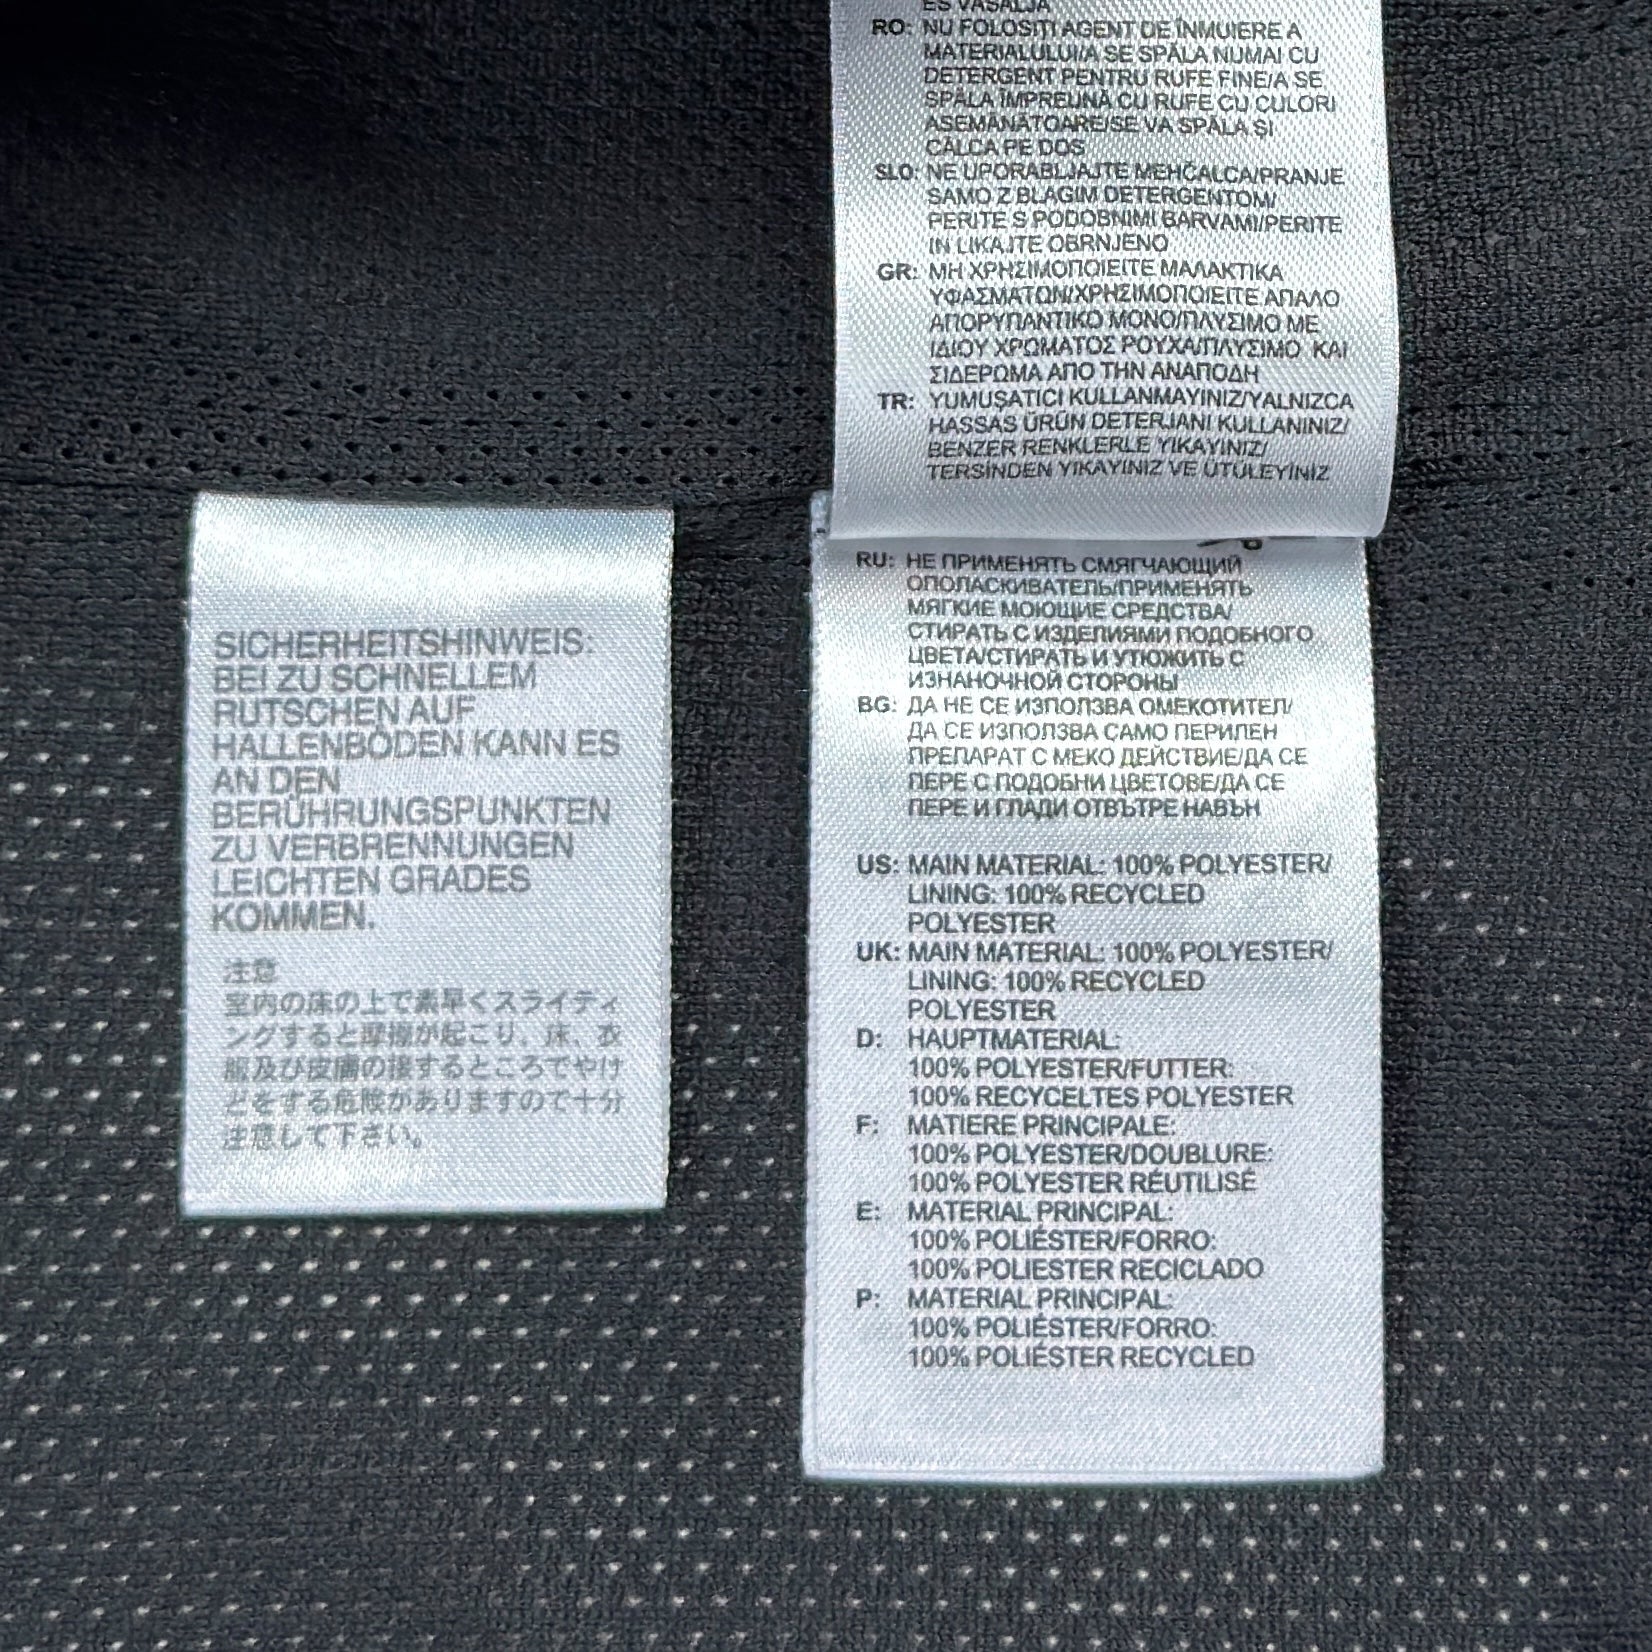 ES VASALJA
RO: NU FOLOSIȚI AGENT DE ÎNMUIERE A
MATERIALULUI/A SE SPĂLA NUMAI CU
DETERGENT PENTRU RUFE FINE/A SE
SPĂLA ÎMPREUNĂ CU RUFE CU CULORI
ASEMĂNĂTOARE/SE VA SPĂLA ȘI
CĂLCA PE DOS
SLO: NE UPORABLJAJTE MEHČALCA/PRANJE
SAMO Z BLAGIM DETERGENTOM/
PERITE S PODOBNIMI BARVAMI/PERITE
IN LIKAJTE OBRNJENO
GR: ΜΗ ΧΡΗΣΙΜΟΠΟΙΕΙΤΕ ΜΑΛΑΚΤΙΚΑ
ΥΦΑΣΜΑΤΩΝ/ΧΡΗΣΙΜΟΠΟΙΕΙΤΕ ΑΠΑΛΟ
ΑΠΟΡΥΠΑΝΤΙΚΟ ΜΟΝΟ/ΠΛΥΣΙΜΟ ΜΕ
ΙΔΙΟΥ ΧΡΩΜΑΤΟΣ ΡΟΥΧΑ/ΠΛΥΣΙΜΟ ΚΑΙ
ΣΙΔΕΡΩΜΑ ΑΠΟ ΤΗΝ ΑΝΑΠΟΔΗ
TR: YUMUŞATICI KULLANMAYINIZ/YALNIZCA
HASSAS ÜRÜN DETERJANI KULLANINIZ/
BENZER RENKLERLE YIKAYINIZ/
TERSİNDEN YIKAYINIZ VE ÜTÜLEYİNİZ
SICHERHEITSHINWEIS:
BEI ZU SCHNELLEM
RUTSCHEN AUF
HALLENBÖDEN KANN ES
AN DEN
BERÜHRUNGSPUNKTEN
ZU VERBRENNUNGEN
LEICHTEN GRADES
KOMMEN.
注意
室内の床の上で素早くスライティ
ングすると摩擦が起こり、床、衣
服及び皮膚の接するところでやけ
どをする危険がありますので十分
注意して下さい。
RU: НЕ ПРИМЕНЯТЬ СМЯГЧАЮЩИЙ
ОПОЛАСКИВАТЕЛЬ/ПРИМЕНЯТЬ
МЯГКИЕ МОЮЩИЕ СРЕДСТВА/
СТИРАТЬ С ИЗДЕЛИЯМИ ПОДОБНОГО
ЦВЕТА/СТИРАТЬ И УТЮЖИТЬ С
ИЗНАНОЧНОЙ СТОРОНЫ
BG: ДА НЕ СЕ ИЗПОЛЗВА ОМЕКОТИТЕЛ/
ДА СЕ ИЗПОЛЗВА САМО ПЕРИЛЕН
ПРЕПАРАТ С МЕКО ДЕЙСТВИЕ/ДА СЕ
ПЕРЕ С ПОДОБНИ ЦВЕТОВЕ/ДА СЕ
ПЕРЕ И ГЛАДИ ОТВЪТРЕ НАВЪН
US: MAIN MATERIAL: 100% POLYESTER/
LINING: 100% RECYCLED
POLYESTER
UK: MAIN MATERIAL: 100% POLYESTER/
LINING: 100% RECYCLED
POLYESTER
D: HAUPTMATERIAL:
100% POLYESTER/FUTTER:
100% RECYCELTES POLYESTER
F: MATIERE PRINCIPALE:
100% POLYESTER/DOUBLURE:
100% POLYESTER RÉUTILISÉ
E: MATERIAL PRINCIPAL:
100% POLIÉSTER/FORRO:
100% POLIESTER RECICLADO
P: MATERIAL PRINCIPAL:
100% POLIÉSTER/FORRO:
100% POLIÉSTER RECYCLED